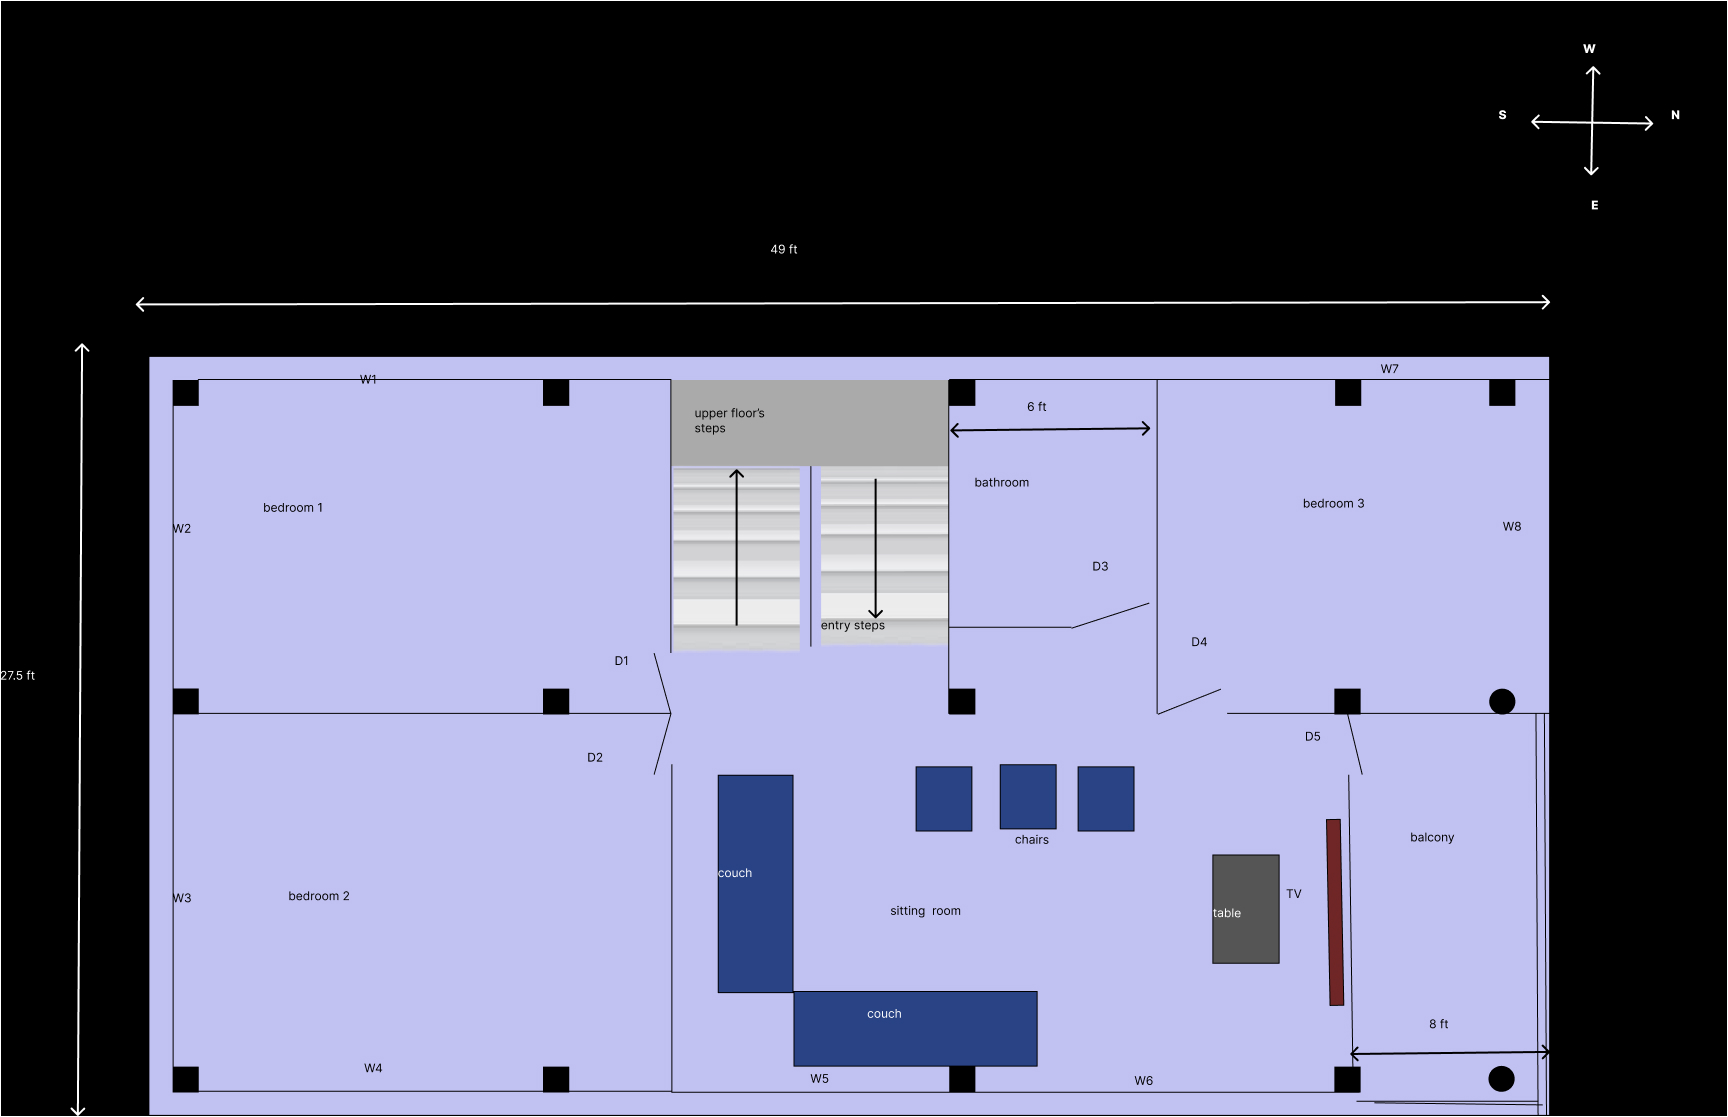 W
S
N
E
49 ft
W7
W1
6 ft
upper floor's
steps
bathroom
bedroom 3
bedroom 1
W8
W2
D3
entry steps
D4
D1
27.5 ft
D5
D2
balcony
chairs
couch
TV
bedroom 2
W3
sitting room
table
couch
8 ft
W4
W5
W6